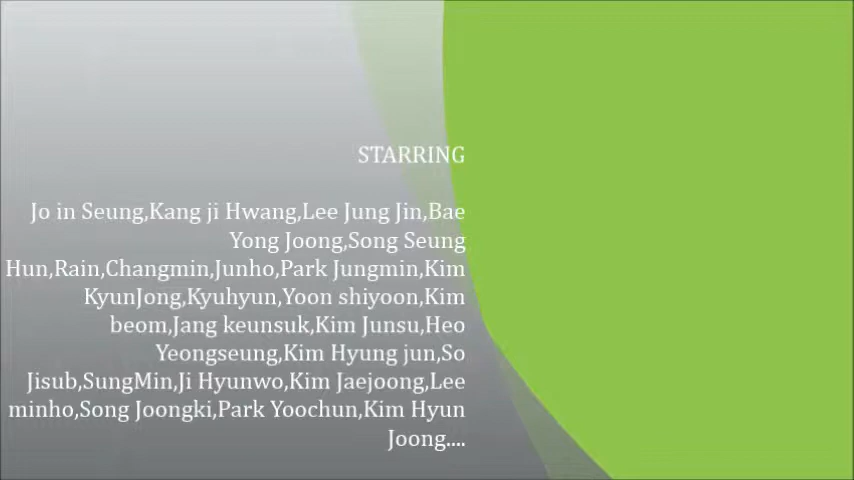 STARRING
Jo in Seung,Kang ji Hwang,Lee Jung Jin,Bae
Yong Joong,Song Seung
Hun,Rain,Changmin,Junho,Park Jungmin,Kim
KyunJong,Kyuhyun,Yoon shiyoon,Kim
beom,Jang keunsuk,Kim Junsu,Heo
Yeongseung,Kim Hyung jun,So
Jisub,SungMin,Ji Hyunwo,Kim Jaejoong,Lee
minho,Song Joongki,Park Yoochun,Kim Hyun
Joong....